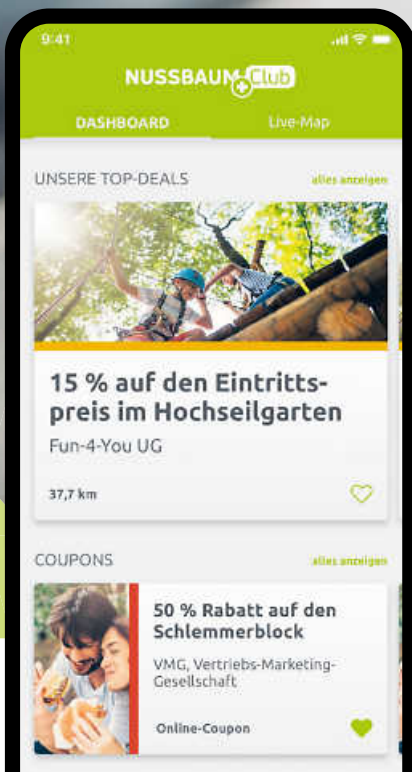 9:41
NUSSBAUM Club
DASHBOARD Live-Map
UNSERE TOP-DEALS alles anzeigen
15 % auf den Eintritts-
preis im Hochseilgarten
Fun-4-You UG
37,7 km
COUPONS alles anzeigen
50 % Rabatt auf den
Schlemmerblock
VMG, Vertriebs-Marketing-
Gesellschaft
Online-Coupon